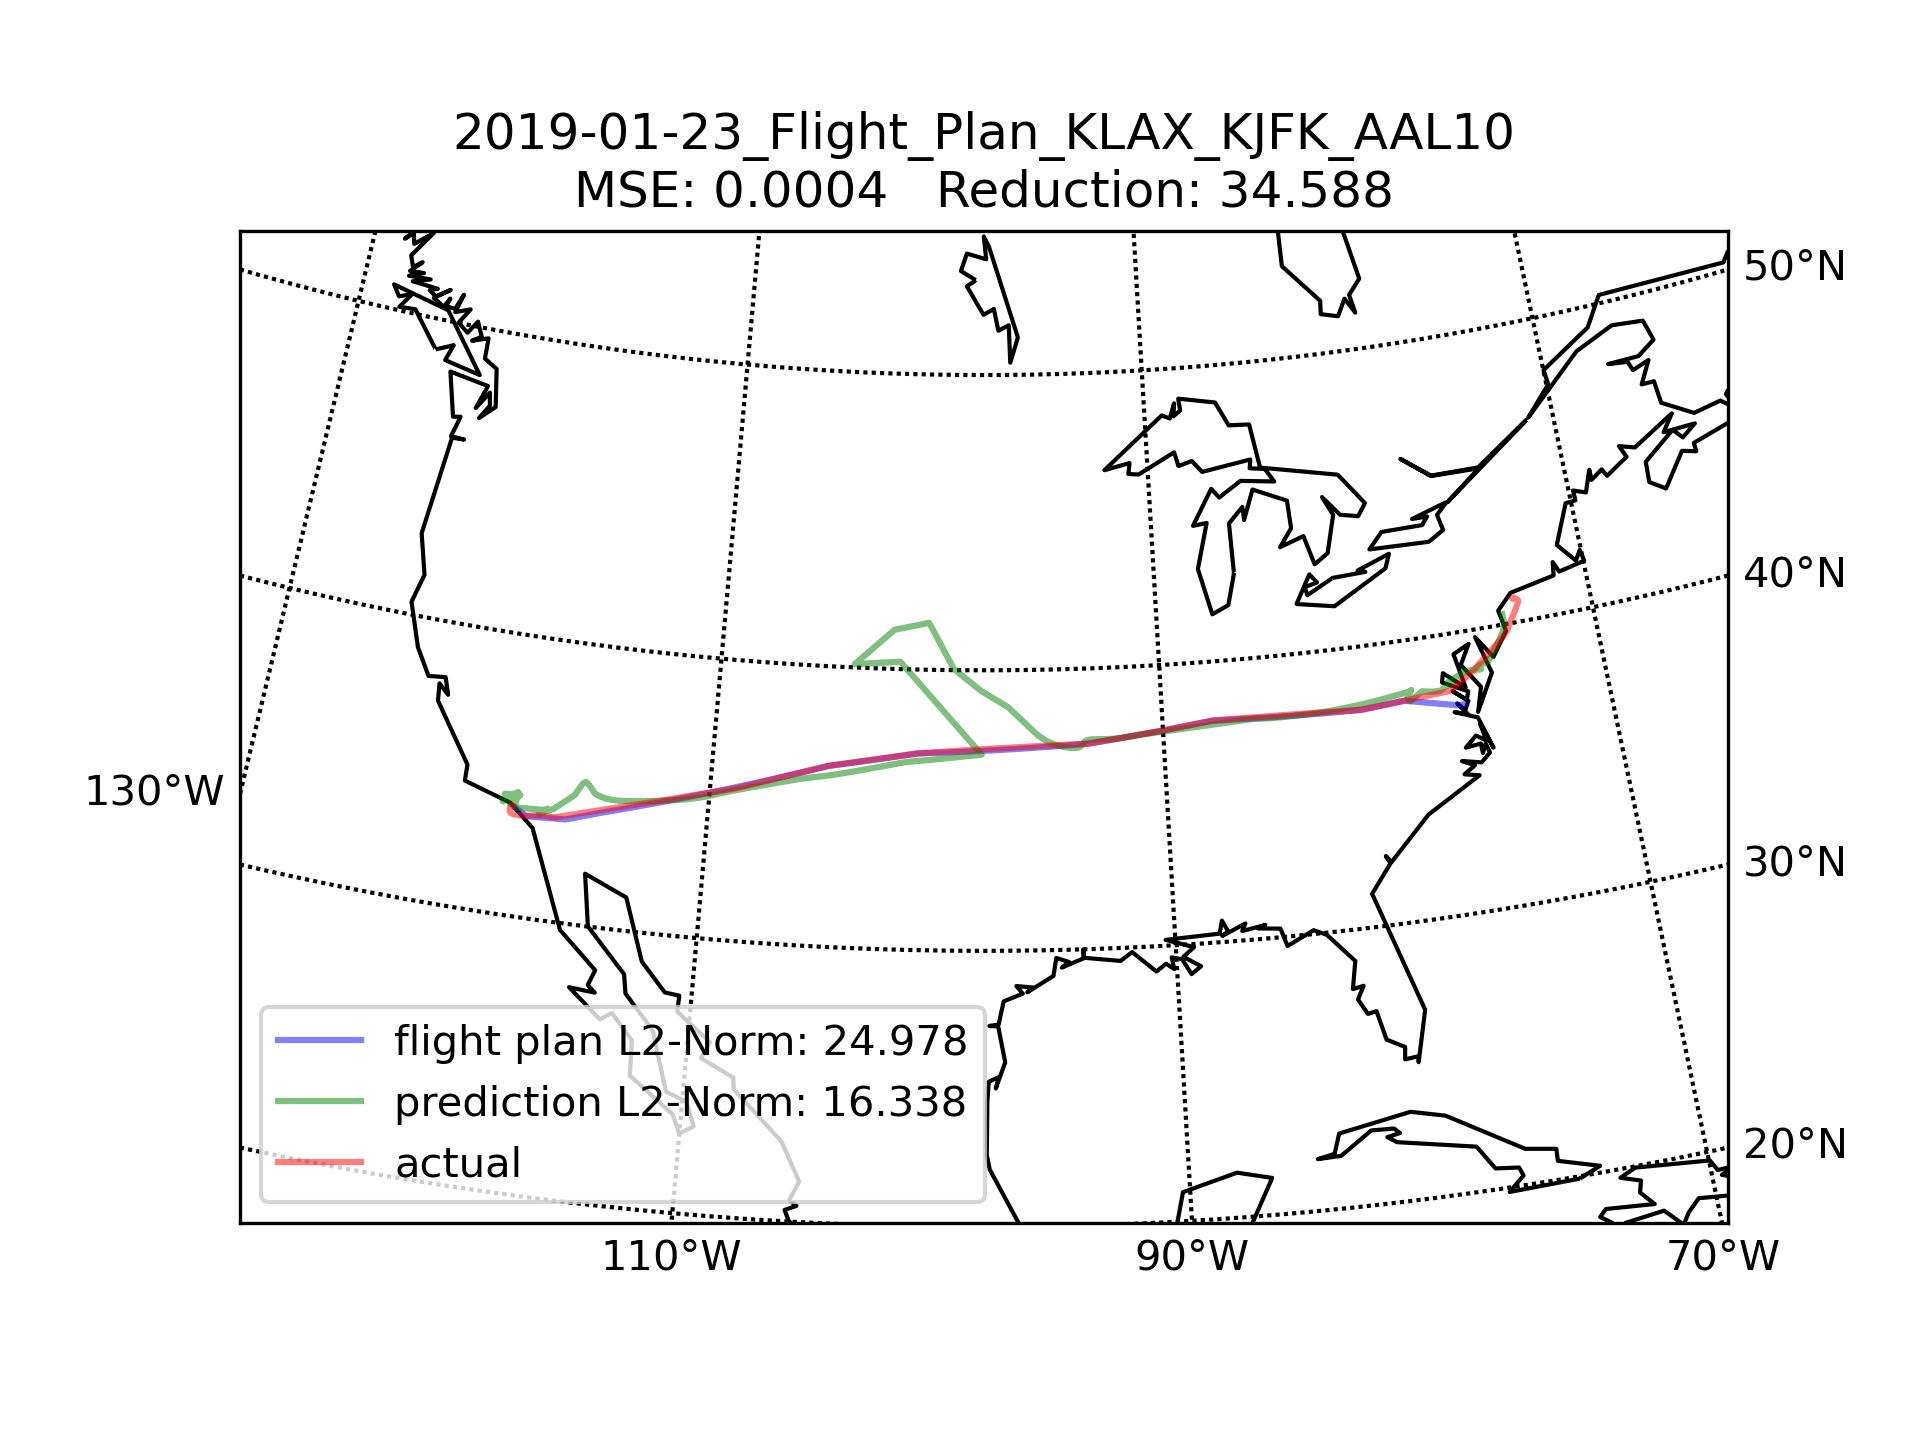 2019-01-23_Flight_Plan_KLAX_KJFK_AAL10
MSE: 0.0004 Reduction: 34.588
50°N
40°N
130°W
30°N
flight plan L2-Norm: 24.978
prediction L2-Norm: 16.338
actual
20°N
110°W
90°W
70°W